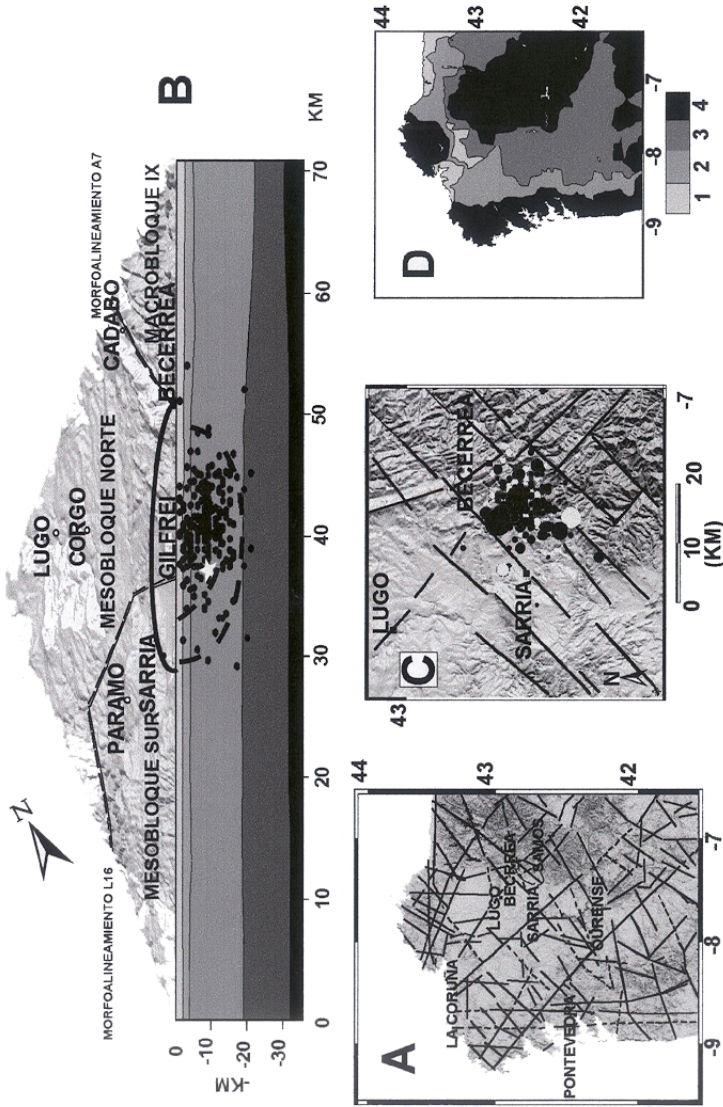 B
N
MORFOALINEAMIENTO L16
MORFOALINEAMIENTO A7
LUGO
CORGO
CADABO
PARAMO
MESOBLOQUE NORTE
MACROBLOQUE IX
MESOBLOQUE SUR
SARRIA
GILFREI
BECERREA
-KM
0
-10
-20
-30
0 10 20 30 40 50 60 70
KM
A
44
43
42
-9 -8 -7
LA CORUNA
LUGO
BECERREA
SARRIA
SAMOS
OURENSE
PONTEVEDRA
C
43
LUGO
BECERREA
SARRIA
N
-7
0 10 20
(KM)
D
44
43
42
-9 -8 -7
1 2 3 4